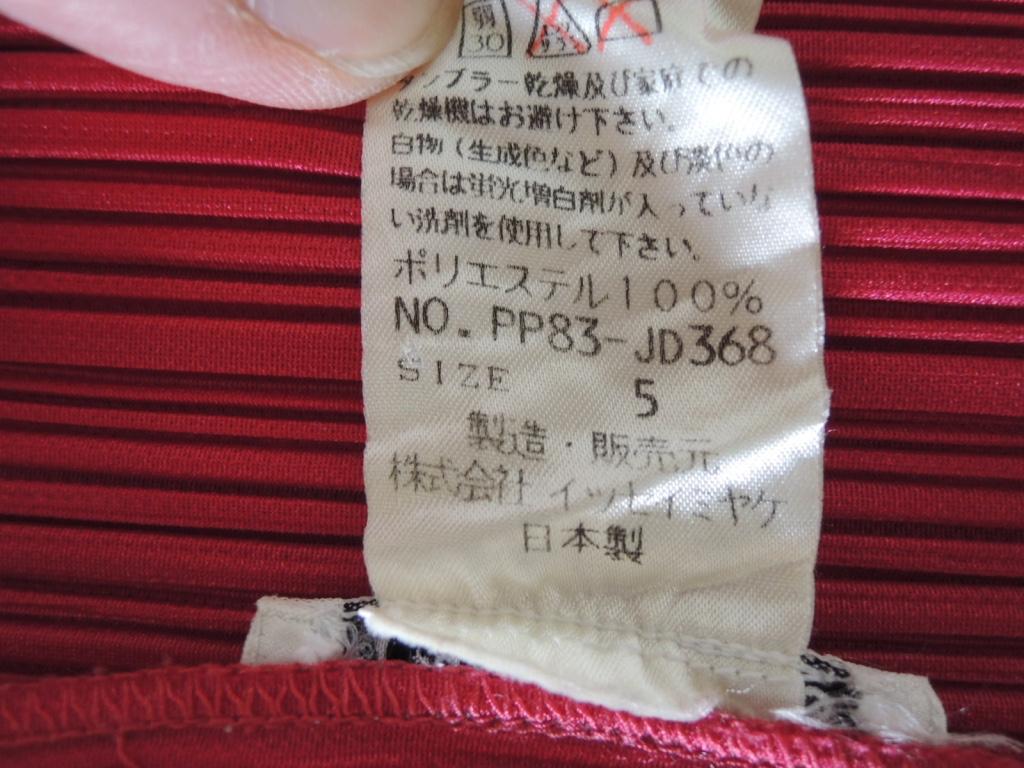 弱
30
タンブラー乾燥及び家庭での
乾燥機はお避け下さい。
白物(生成色など)及び淡色の
場合は蛍光増白剤が入っていな
い洗剤を使用して下さい。
ポリエステル100%
NO. PP83-JD368
SIZE 5
製造・販売元
株式会社 イッセイミヤケ
日本製